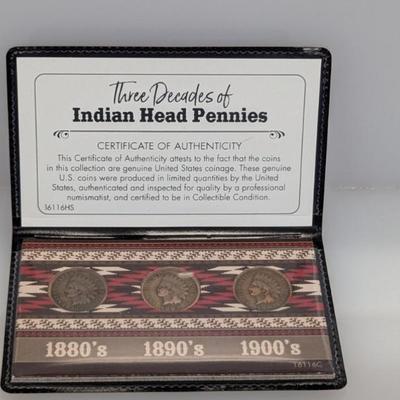 Three Decades of
Indian Head Pennies
CERTIFICATE OF AUTHENTICITY
This Certificate of Authenticity attests to the fact that the coins
in this collection are genuine United States coinage. These genuine
U.S. coins were produced in limited quantities by the United
States, authenticated and inspected for quality by a professional
numismatist, and certified to be in Collectible Condition.
16116HS
1880's 1890's 1900's
16116C